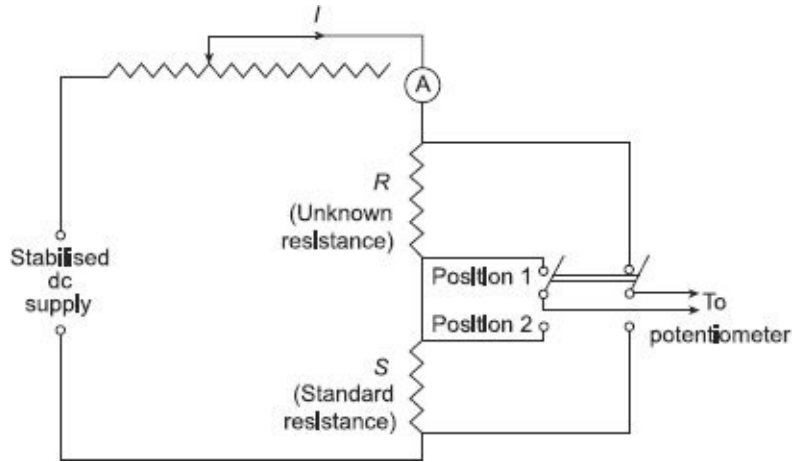 I
A
R
(Unknown
resistance)
Stabilised
dc
supply
Position 1
Position 2
To
potentiometer
S
(Standard
resistance)